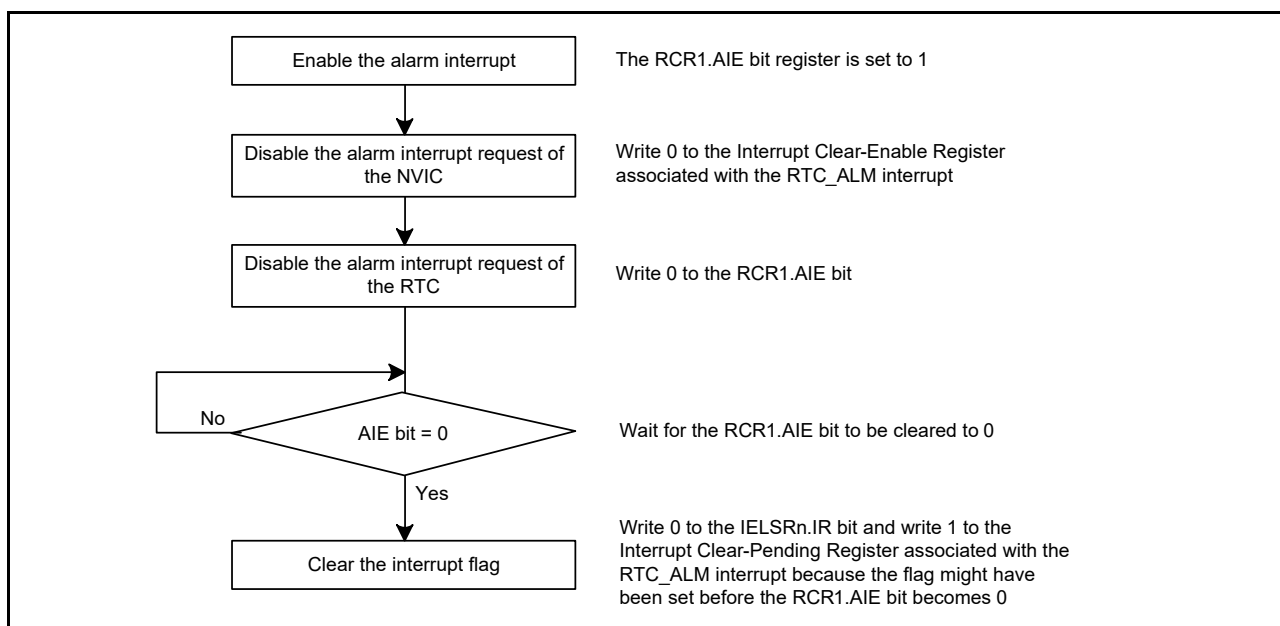 Enable the alarm interrupt
The RCR1.AIE bit register is set to 1
Disable the alarm interrupt request of
the NVIC
Write 0 to the Interrupt Clear-Enable Register
associated with the RTC_ALM interrupt
Disable the alarm interrupt request of
the RTC
Write 0 to the RCR1.AIE bit
No
AIE bit = 0
Wait for the RCR1.AIE bit to be cleared to 0
Yes
Clear the interrupt flag
Write 0 to the IELSRn.IR bit and write 1 to the
Interrupt Clear-Pending Register associated with the
RTC_ALM interrupt because the flag might have
been set before the RCR1.AIE bit becomes 0